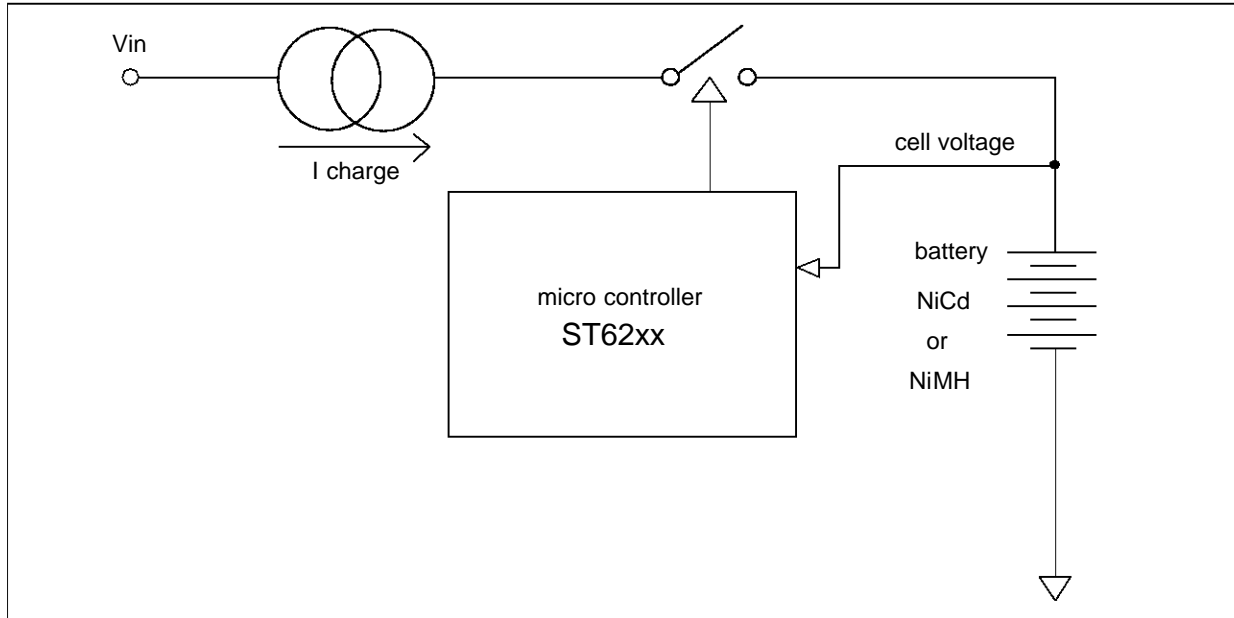 Vin
I charge
cell voltage
micro controller
ST62xx
battery
NiCd
or
NiMH